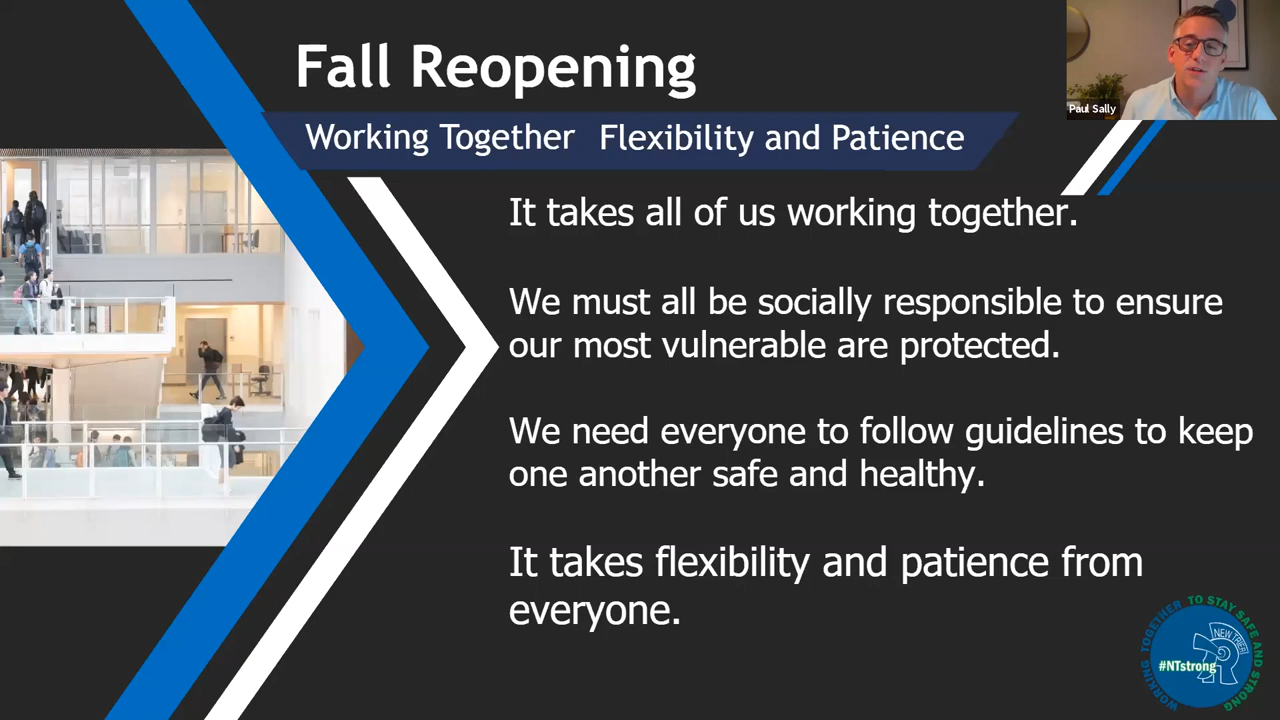 Fall Reopening
Paul Sally
Working Together Flexibility and Patience
It takes all of us working together.
We must all be socially responsible to ensure
our most vulnerable are protected.
We need everyone to follow guidelines to keep
one another safe and healthy.
It takes flexibility and patience from
everyone.
WORKING TOGETHER TO STAY SAFE AND STRONG
NEW TRIER
#NTstrong